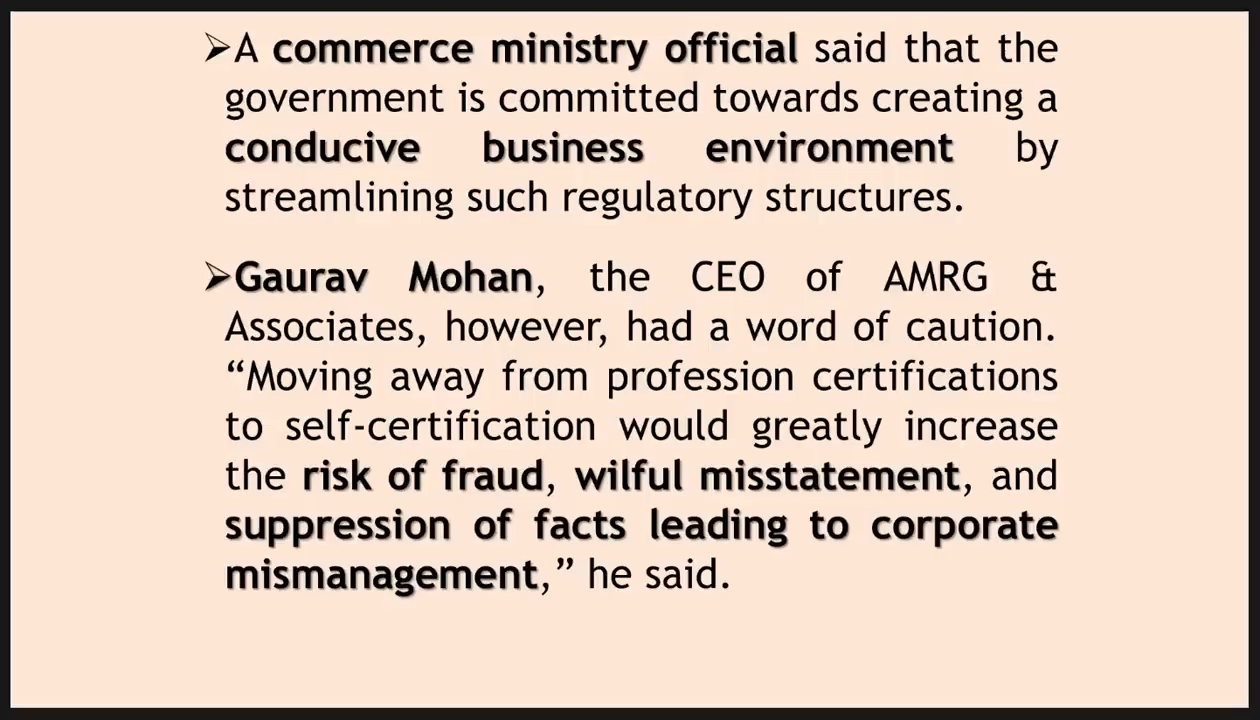 ➢A commerce ministry official said that the
government is committed towards creating a
conducive business environment by
streamlining such regulatory structures.
➢Gaurav Mohan, the CEO of AMRG &
Associates, however, had a word of caution.
“Moving away from profession certifications
to self-certification would greatly increase
the risk of fraud, wilful misstatement, and
suppression of facts leading to corporate
mismanagement,” he said.